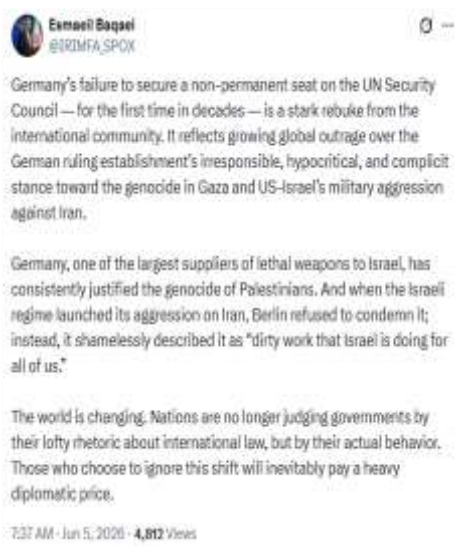 Esmaeil Baqaei
@IRIMFA_SPOX
Germany's failure to secure a non-permanent seat on the UN Security
Council — for the first time in decades — is a stark rebuke from the
international community. It reflects growing global outrage over the
German ruling establishment's irresponsible, hypocritical, and complicit
stance toward the genocide in Gaza and US-Israel's military aggression
against Iran.
Germany, one of the largest suppliers of lethal weapons to Israel, has
consistently justified the genocide of Palestinians. And when the Israeli
regime launched its aggression on Iran, Berlin refused to condemn it;
instead, it shamelessly described it as "dirty work that Israel is doing for
all of us."
The world is changing. Nations are no longer judging governments by
their lofty rhetoric about international law, but by their actual behavior.
Those who choose to ignore this shift will inevitably pay a heavy
diplomatic price.
7:37 AM · Jun 5, 2026 · 4,812 Views